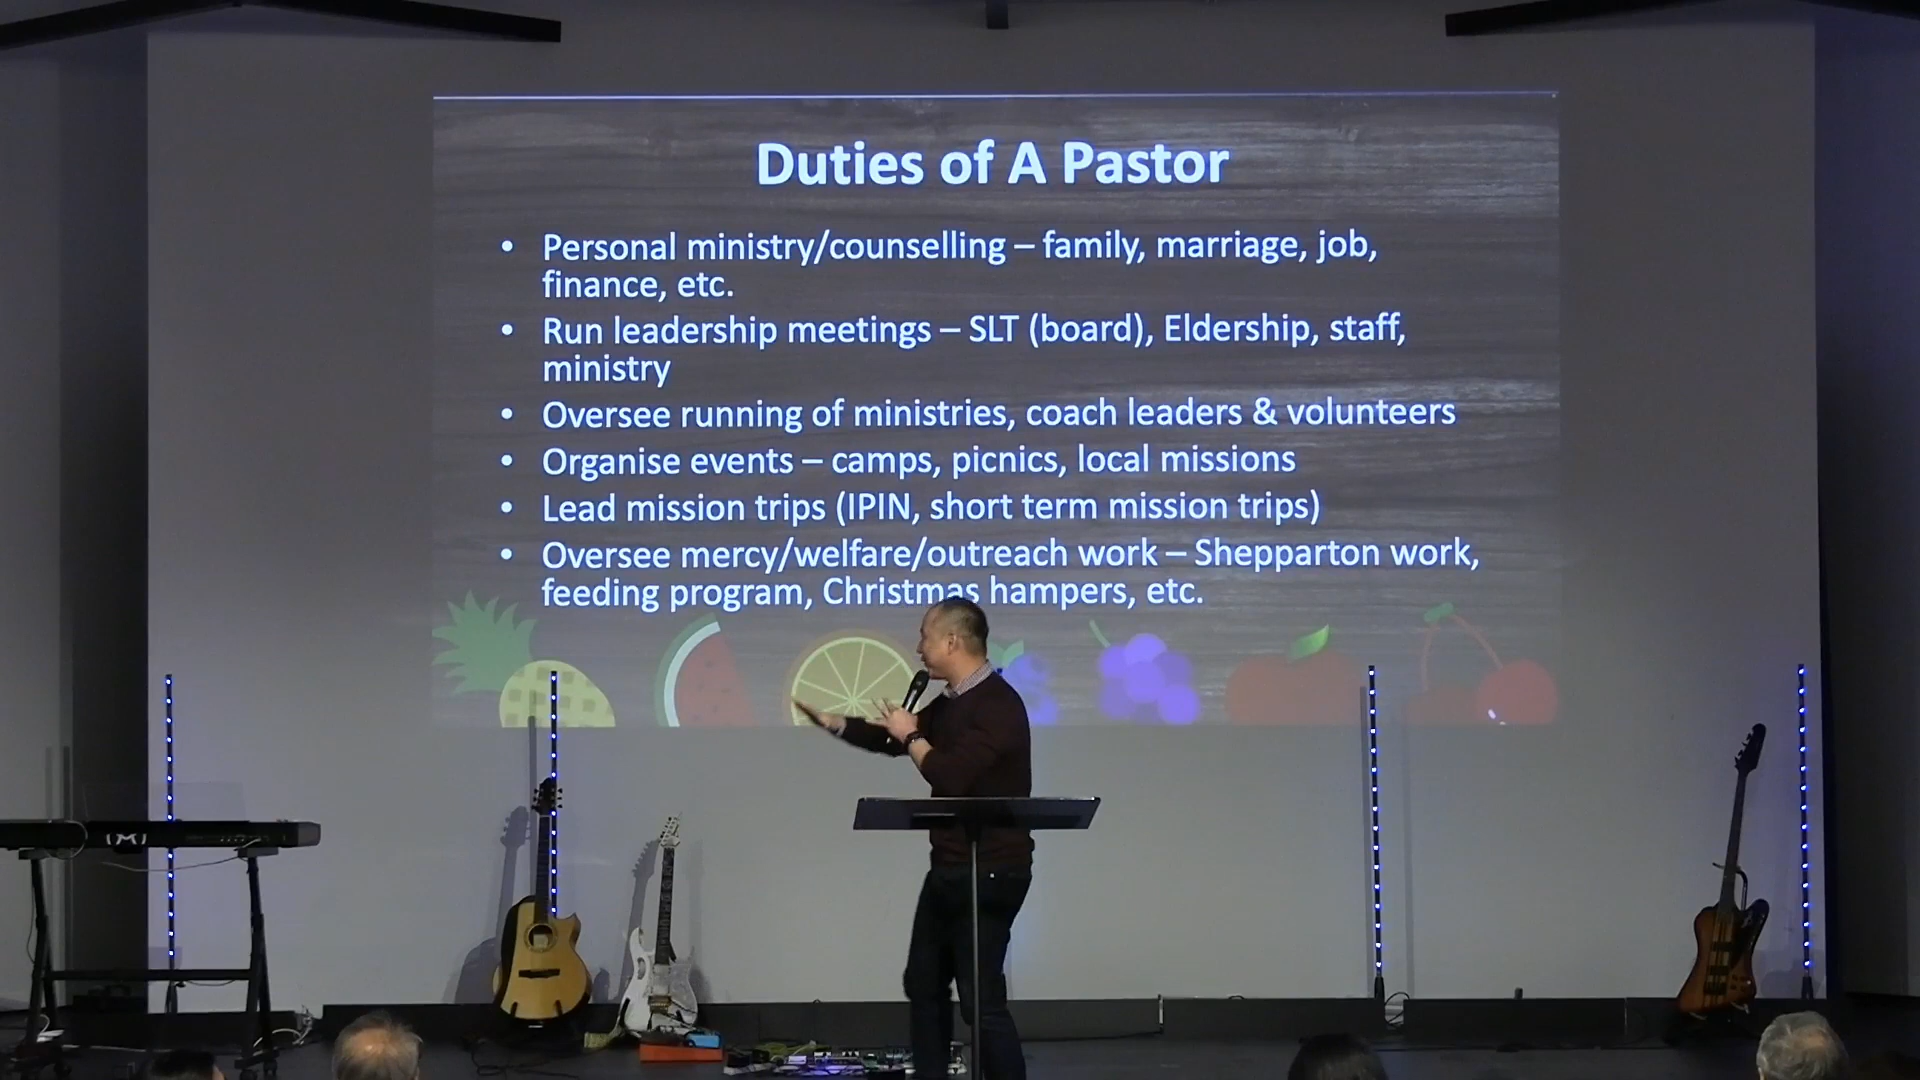 Duties of A Pastor
• Personal ministry/counselling – family, marriage, job,
finance, etc.
• Run leadership meetings – SLT (board), Eldership, staff,
ministry
• Oversee running of ministries, coach leaders & volunteers
• Organise events – camps, picnics, local missions
• Lead mission trips (IPIN, short term mission trips)
• Oversee mercy/welfare/outreach work – Shepparton work,
feeding program, Christmas hampers, etc.